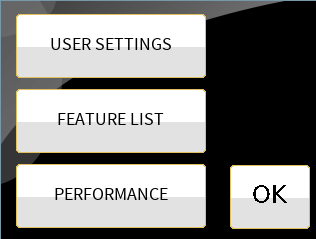 USER SETTINGS
FEATURE LIST
PERFORMANCE
OK